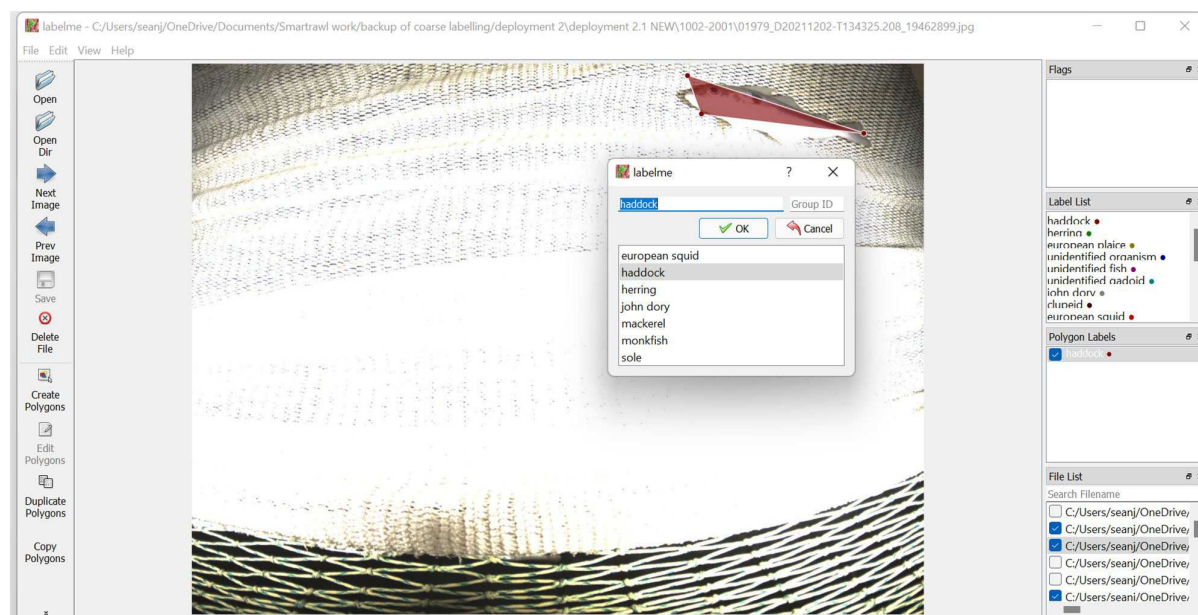 labelme - C:/Users/seanj/OneDrive/Documents/Smartrawl work/backup of coarse labelling/deployment 2\deployment 2.1 NEW\1002-2001\01979_D20211202-T134325.208_19462899.jpg
File Edit View Help
Open
Open
Dir
Next
Image
Prev
Image
Save
Delete
File
Create
Polygons
Edit
Polygons
Duplicate
Polygons
Copy
Polygons
labelme ?
haddock Group ID
OK Cancel
european squid
haddock
herring
john dory
mackerel
monkfish
sole
Flags
Label List
haddock
herring
european plaice
unidentified organism
unidentified fish
unidentified gadoid
john dory
clupeid
european squid
Polygon Labels
haddock
File List
Search Filename
C:/Users/seanj/OneDrive/
C:/Users/seanj/OneDrive/
C:/Users/seanj/OneDrive/
C:/Users/seanj/OneDrive/
C:/Users/seanj/OneDrive/
C:/Users/seanj/OneDrive/